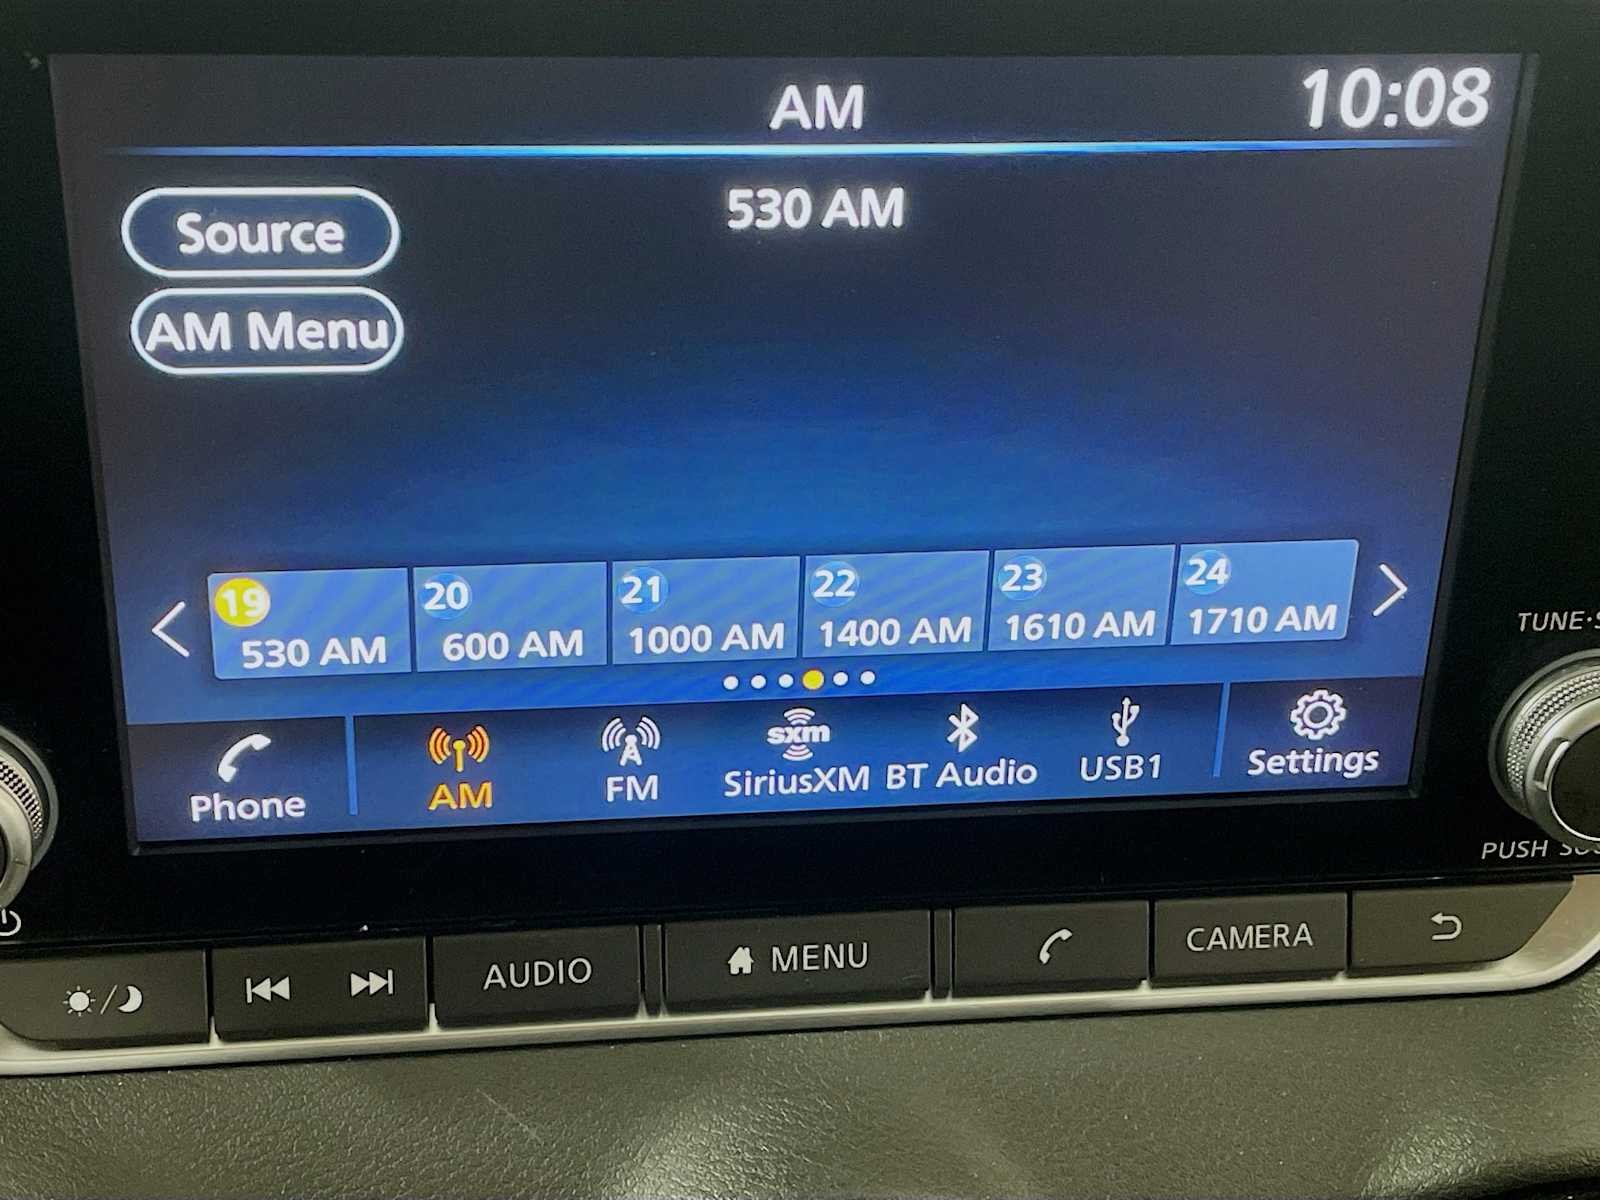 AM
10:08
530 AM
Source
AM Menu
19 20 21 22 23 24
530 AM 600 AM 1000 AM 1400 AM 1610 AM 1710 AM
sxm
Phone AM FM SiriusXM BT Audio USB1 Settings
TUNE·S
PUSH
AUDIO MENU CAMERA